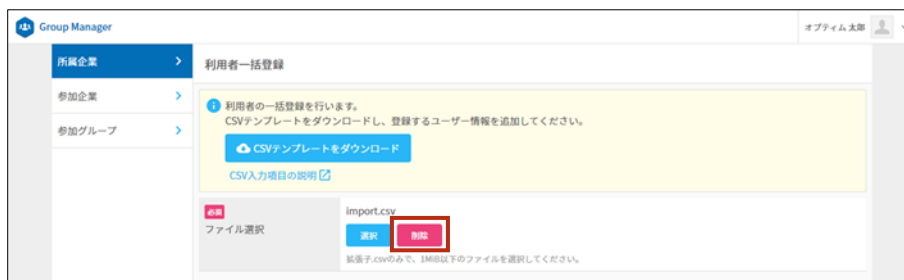 Group Manager
オプティム 太郎
所属企業
参加企業
参加グループ
利用者一括登録
利用者の一括登録を行います。
CSVテンプレートをダウンロードし、登録するユーザー情報を追加してください。
CSVテンプレートをダウンロード
CSV入力項目の説明
必須
ファイル選択
import.csv
選択
削除
拡張子.csvのみで、1MiB以下のファイルを選択してください。